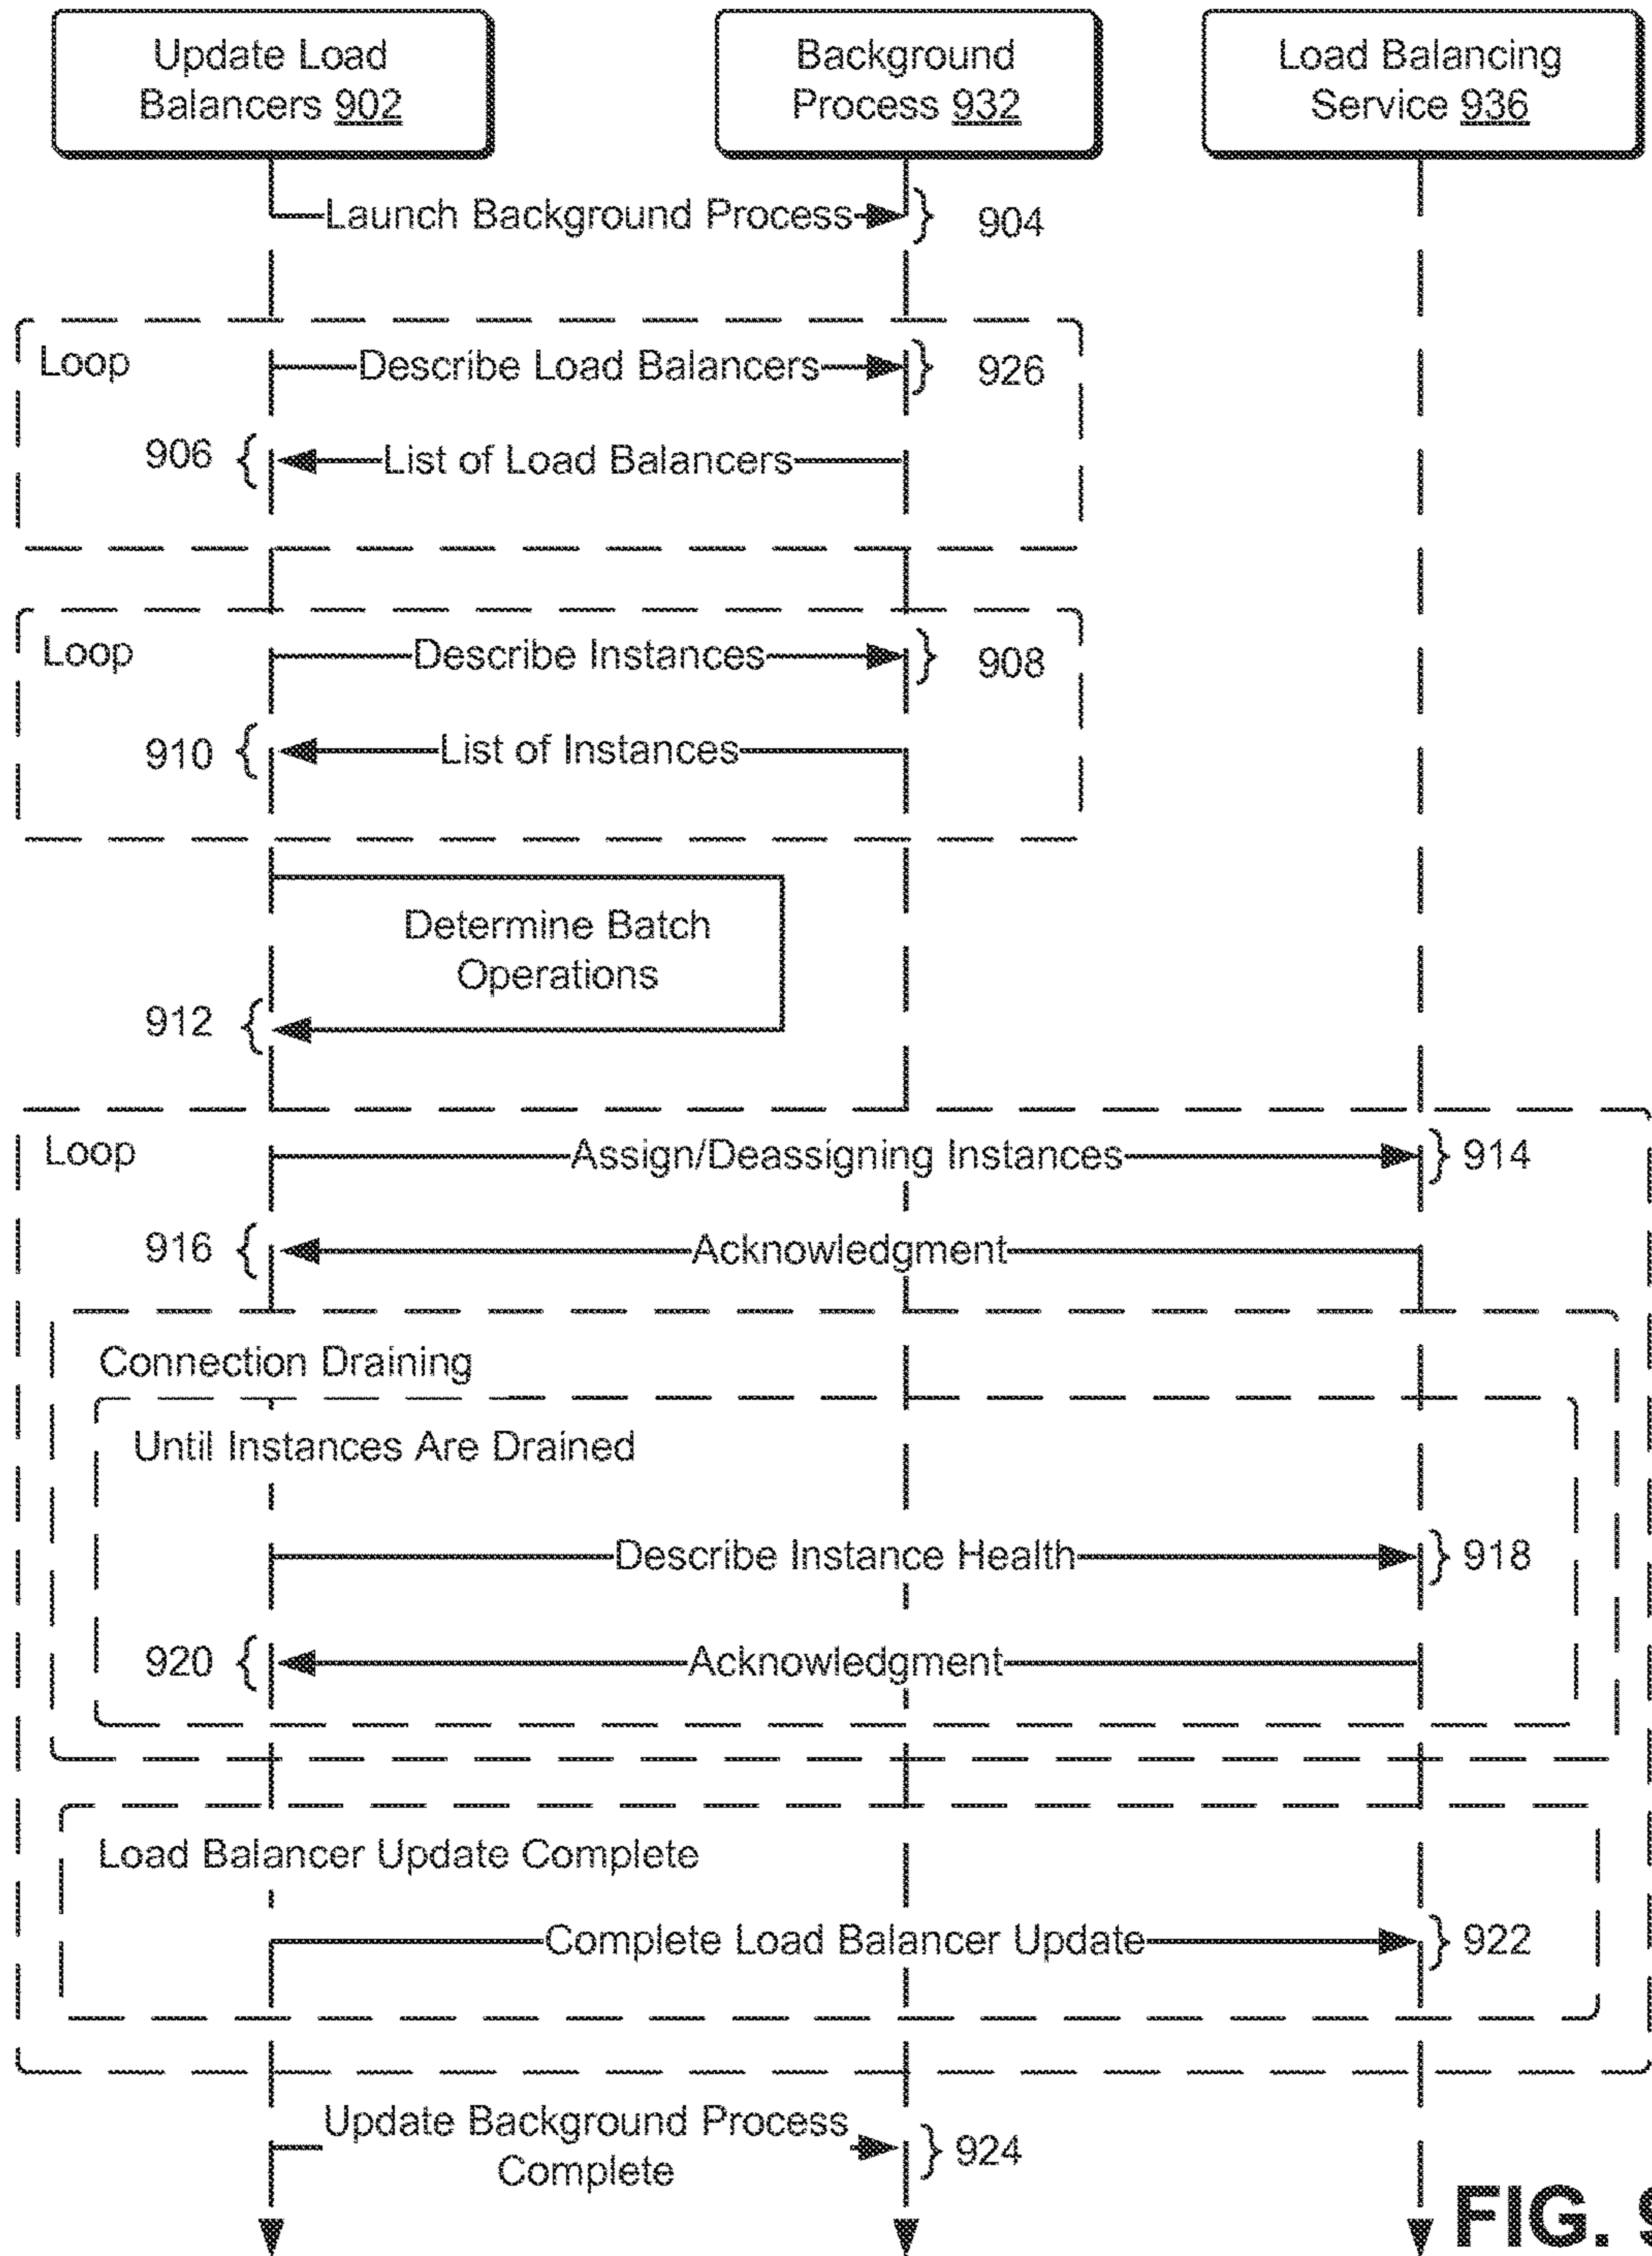 Update Load
Balancers 902
Background
Process 932
Load Balancing
Service 936
Launch Background Process
904
Loop
Describe Load Balancers
926
906
List of Load Balancers
Loop
Describe Instances
908
910
List of Instances
Determine Batch
Operations
912
Loop
Assign/Deassigning Instances
914
916
Acknowledgment
Connection Draining
Until Instances Are Drained
Describe Instance Health
918
920
Acknowledgment
Load Balancer Update Complete
Complete Load Balancer Update
922
Update Background Process
Complete
924
FIG. 9